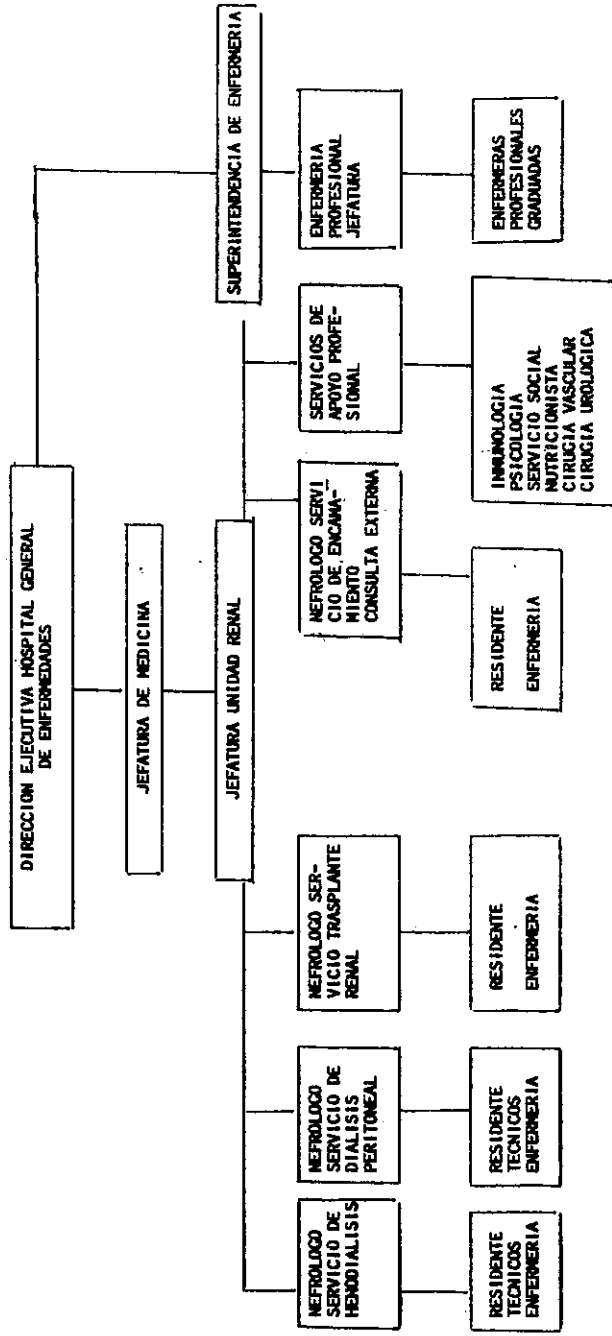 DIRECCION EJECUTIVA HOSPITAL GENERAL
DE ENFERMEDADES
JEFATURA DE MEDICINA
JEFATURA UNIDAD RENAL
SUPERINTENDENCIA DE ENFERMERIA
NEFROLOGO
SERVICIO DE
HEMODIALISIS
NEFROLOGO
SERVICIO DE
DIALISIS
PERITONEAL
NEFROLOGO SER-
VICIO TRASPLANTE
RENAL
NEFROLOGO SERVI
CIO DE ENCAMA-
MIENTO
CONSULTA EXTERNA
SERVICIOS DE
APOYO PROFE-
SIONAL
ENFERMERIA
PROFESIONAL
JEFATURA
RESIDENTE
TECNICOS
ENFERMERIA
RESIDENTE
TECNICOS
ENFERMERIA
RESIDENTE
ENFERMERIA
RESIDENTE
ENFERMERIA
INMUNOLOGIA
PSICOLOGIA
SERVICIO SOCIAL
NUTRICIONISTA
CIRUGIA VASCULAR
CIRUGIA UROLOGICA
ENFERMERAS
PROFESIONALES
GRADUADAS